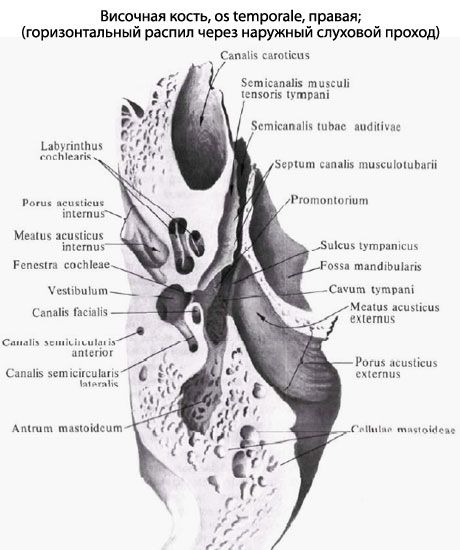 Височная кость, os temporale, правая;
(горизонтальный распил через наружный слуховой проход)
Canalis caroticus
Semicanalis musculi
tensoris tympani
Semicanalis tubae auditivae
Septum canalis musculotubarii
Promontorium
Sulcus tympanicus
Fossa mandibularis
Cavum tympani
Meatus acusticus
externus
Porus acusticus
externus
Cellulae mastoideae
Labyrinthus
cochlearis
Porus acusticus
internus
Meatus acusticus
internus
Fenestra cochleae
Vestibulum
Canalis facialis
Canalis semicircularis
anterior
Canalis semicircularis
lateralis
Antrum mastoideum